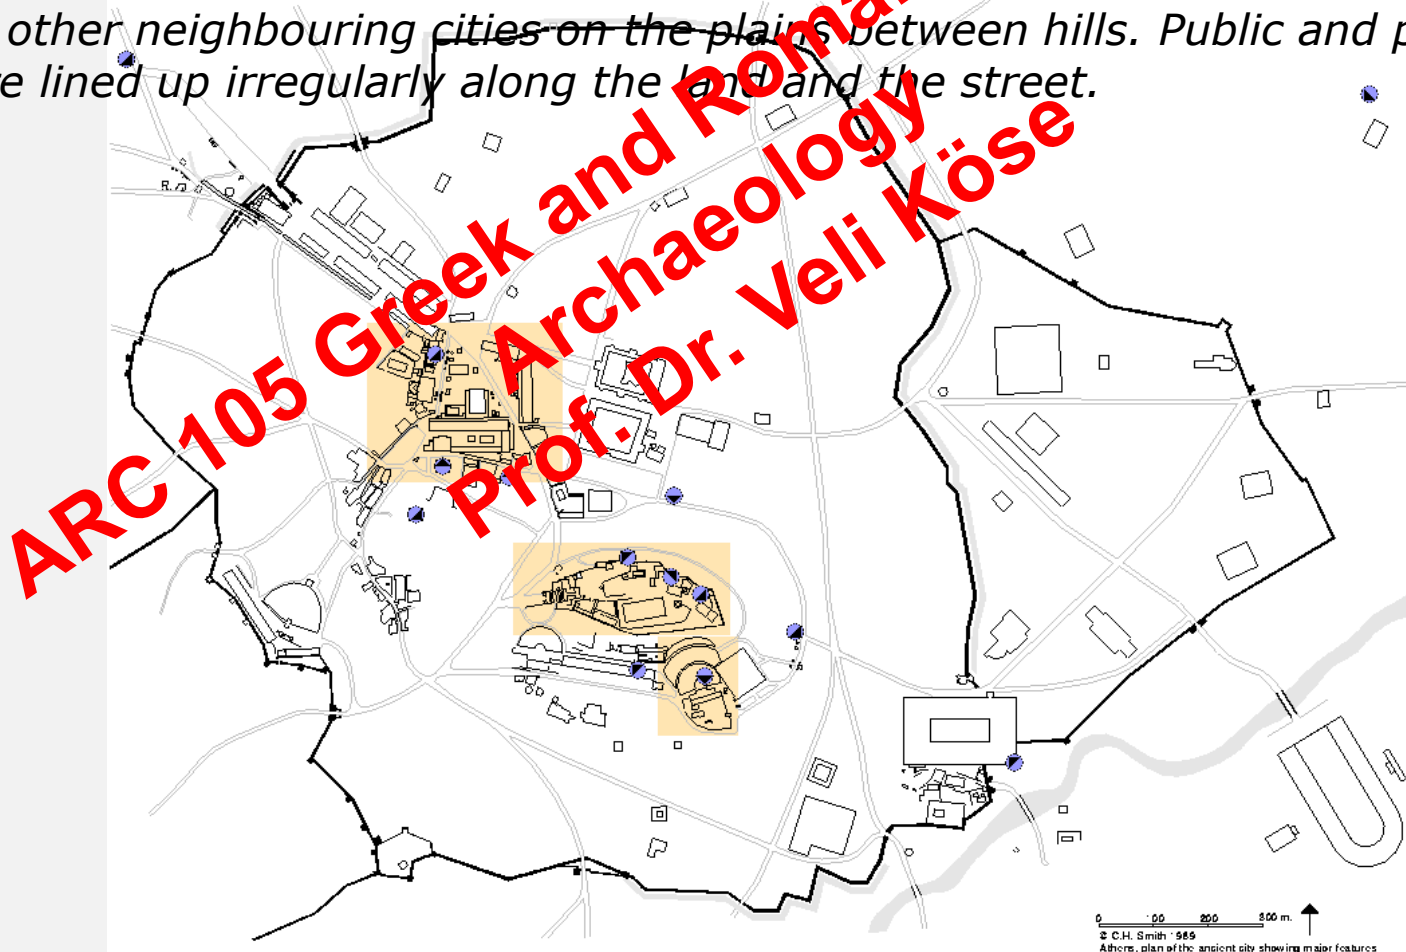 other neighbouring cities on the plains between hills. Public and p
e lined up irregularly along the land and the street.
ARC 105 Greek and Roman
Archaeology
Prof. Dr. Veli Köse
R.
0 100 200 300 m.
© C.H. Smith 1989
Athens, plan of the ancient city showing major features